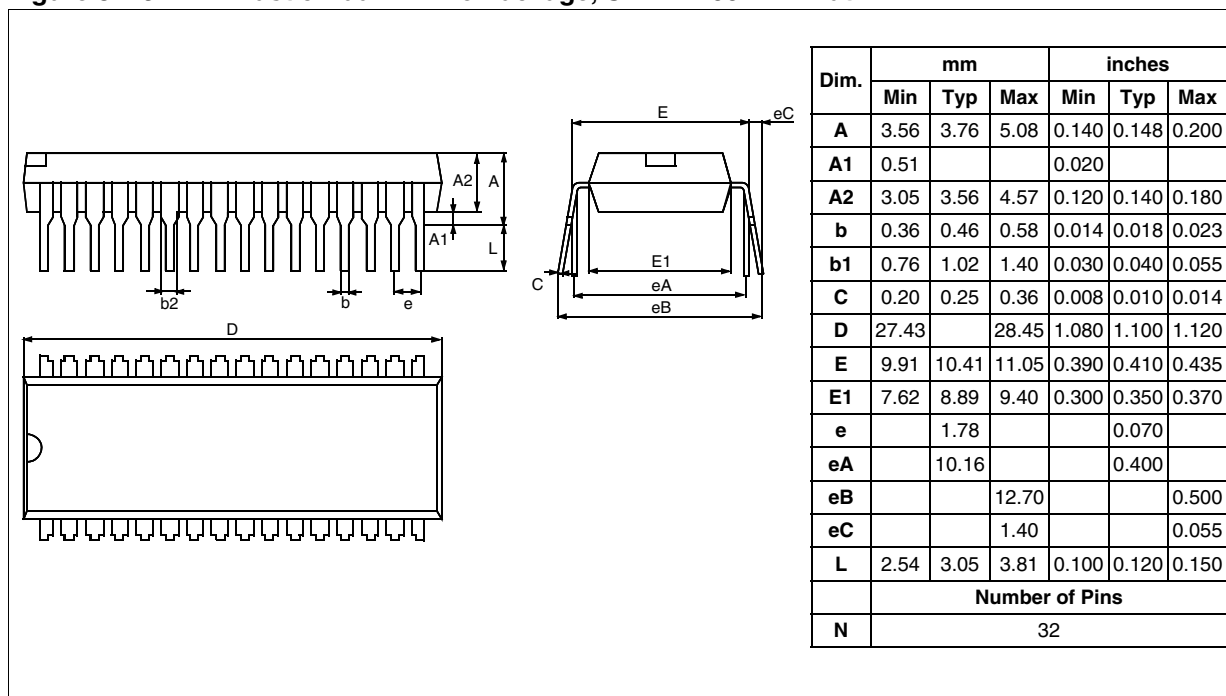 E
eC
A2
A
A1
L
E1
C
eA
eB
b2
b
e
D
Dim. mm inches
Min Typ Max Min Typ Max
A 3.56 3.76 5.08 0.140 0.148 0.200
A1 0.51 0.020
A2 3.05 3.56 4.57 0.120 0.140 0.180
b 0.36 0.46 0.58 0.014 0.018 0.023
b1 0.76 1.02 1.40 0.030 0.040 0.055
C 0.20 0.25 0.36 0.008 0.010 0.014
D 27.43 28.45 1.080 1.100 1.120
E 9.91 10.41 11.05 0.390 0.410 0.435
E1 7.62 8.89 9.40 0.300 0.350 0.370
e 1.78 0.070
eA 10.16 0.400
eB 12.70 0.500
eC 1.40 0.055
L 2.54 3.05 3.81 0.100 0.120 0.150
Number of Pins
N 32